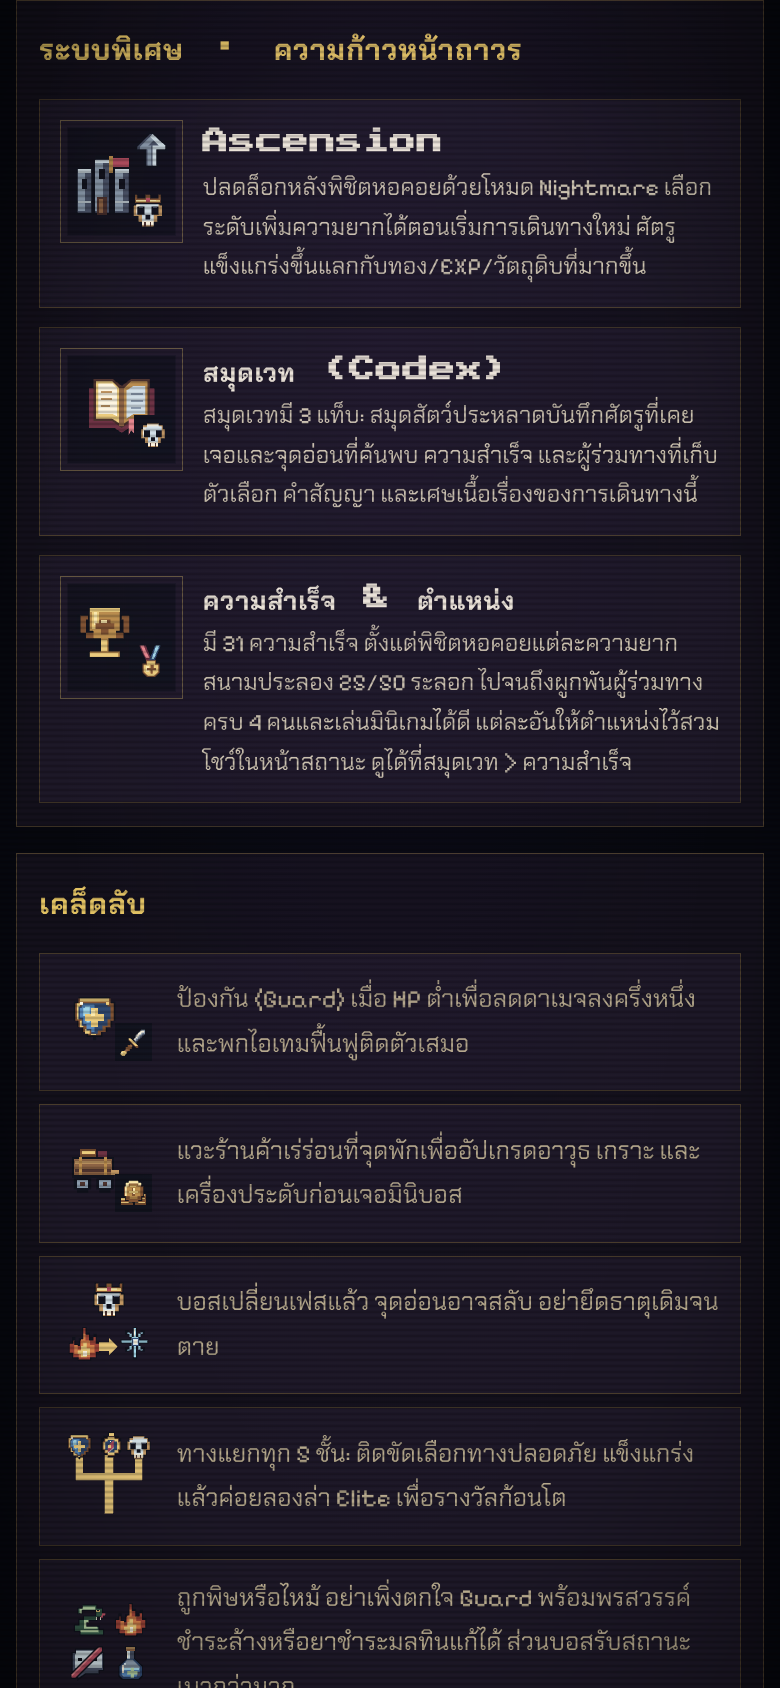 ระบบพิเศษ · ความก้าวหน้าถาวร
Ascension
ปลดล็อกหลังพิชิตหอคอยด้วยโหมด Nightmare เลือก
ระดับเพิ่มความยากได้ตอนเริ่มการเดินทางใหม่ ศัตรู
แข็งแกร่งขึ้นแลกกับทอง/EXP/วัตถุดิบที่มากขึ้น
สมุดเวท (Codex)
สมุดเวทมี 3 แท็บ: สมุดสัตว์ประหลาดบันทึกศัตรูที่เคย
เจอและจุดอ่อนที่ค้นพบ ความสำเร็จ และผู้ร่วมทางที่เก็บ
ตัวเลือก คำสัญญา และเศษเนื้อเรื่องของการเดินทางนี้
ความสำเร็จ & ตำแหน่ง
มี 31 ความสำเร็จ ตั้งแต่พิชิตหอคอยแต่ละความยาก
สนามประลอง 25/50 ระลอก ไปจนถึงผูกพันผู้ร่วมทาง
ครบ 4 คนและเล่นมินิเกมได้ดี แต่ละอันให้ตำแหน่งไว้สวม
โชว์ในหน้าสถานะ ดูได้ที่สมุดเวท > ความสำเร็จ
เคล็ดลับ
ป้องกัน (Guard) เมื่อ HP ต่ำเพื่อลดดาเมจลงครึ่งหนึ่ง
และพกไอเทมฟื้นฟูติดตัวเสมอ
แวะร้านค้าเร่ร่อนที่จุดพักเพื่ออัปเกรดอาวุธ เกราะ และ
เครื่องประดับก่อนเจอมินิบอส
บอสเปลี่ยนเฟสแล้ว จุดอ่อนอาจสลับ อย่ายึดธาตุเดิมจน
ตาย
ทางแยกทุก 5 ชั้น: ติดขัดเลือกทางปลอดภัย แข็งแกร่ง
แล้วค่อยลองล่า Elite เพื่อรางวัลก้อนโต
ถูกพิษหรือไหม้ อย่าเพิ่งตกใจ Guard พร้อมพรสวรรค์
ชำระล้างหรือยาชำระมลทินแก้ได้ ส่วนบอสรับสถานะ